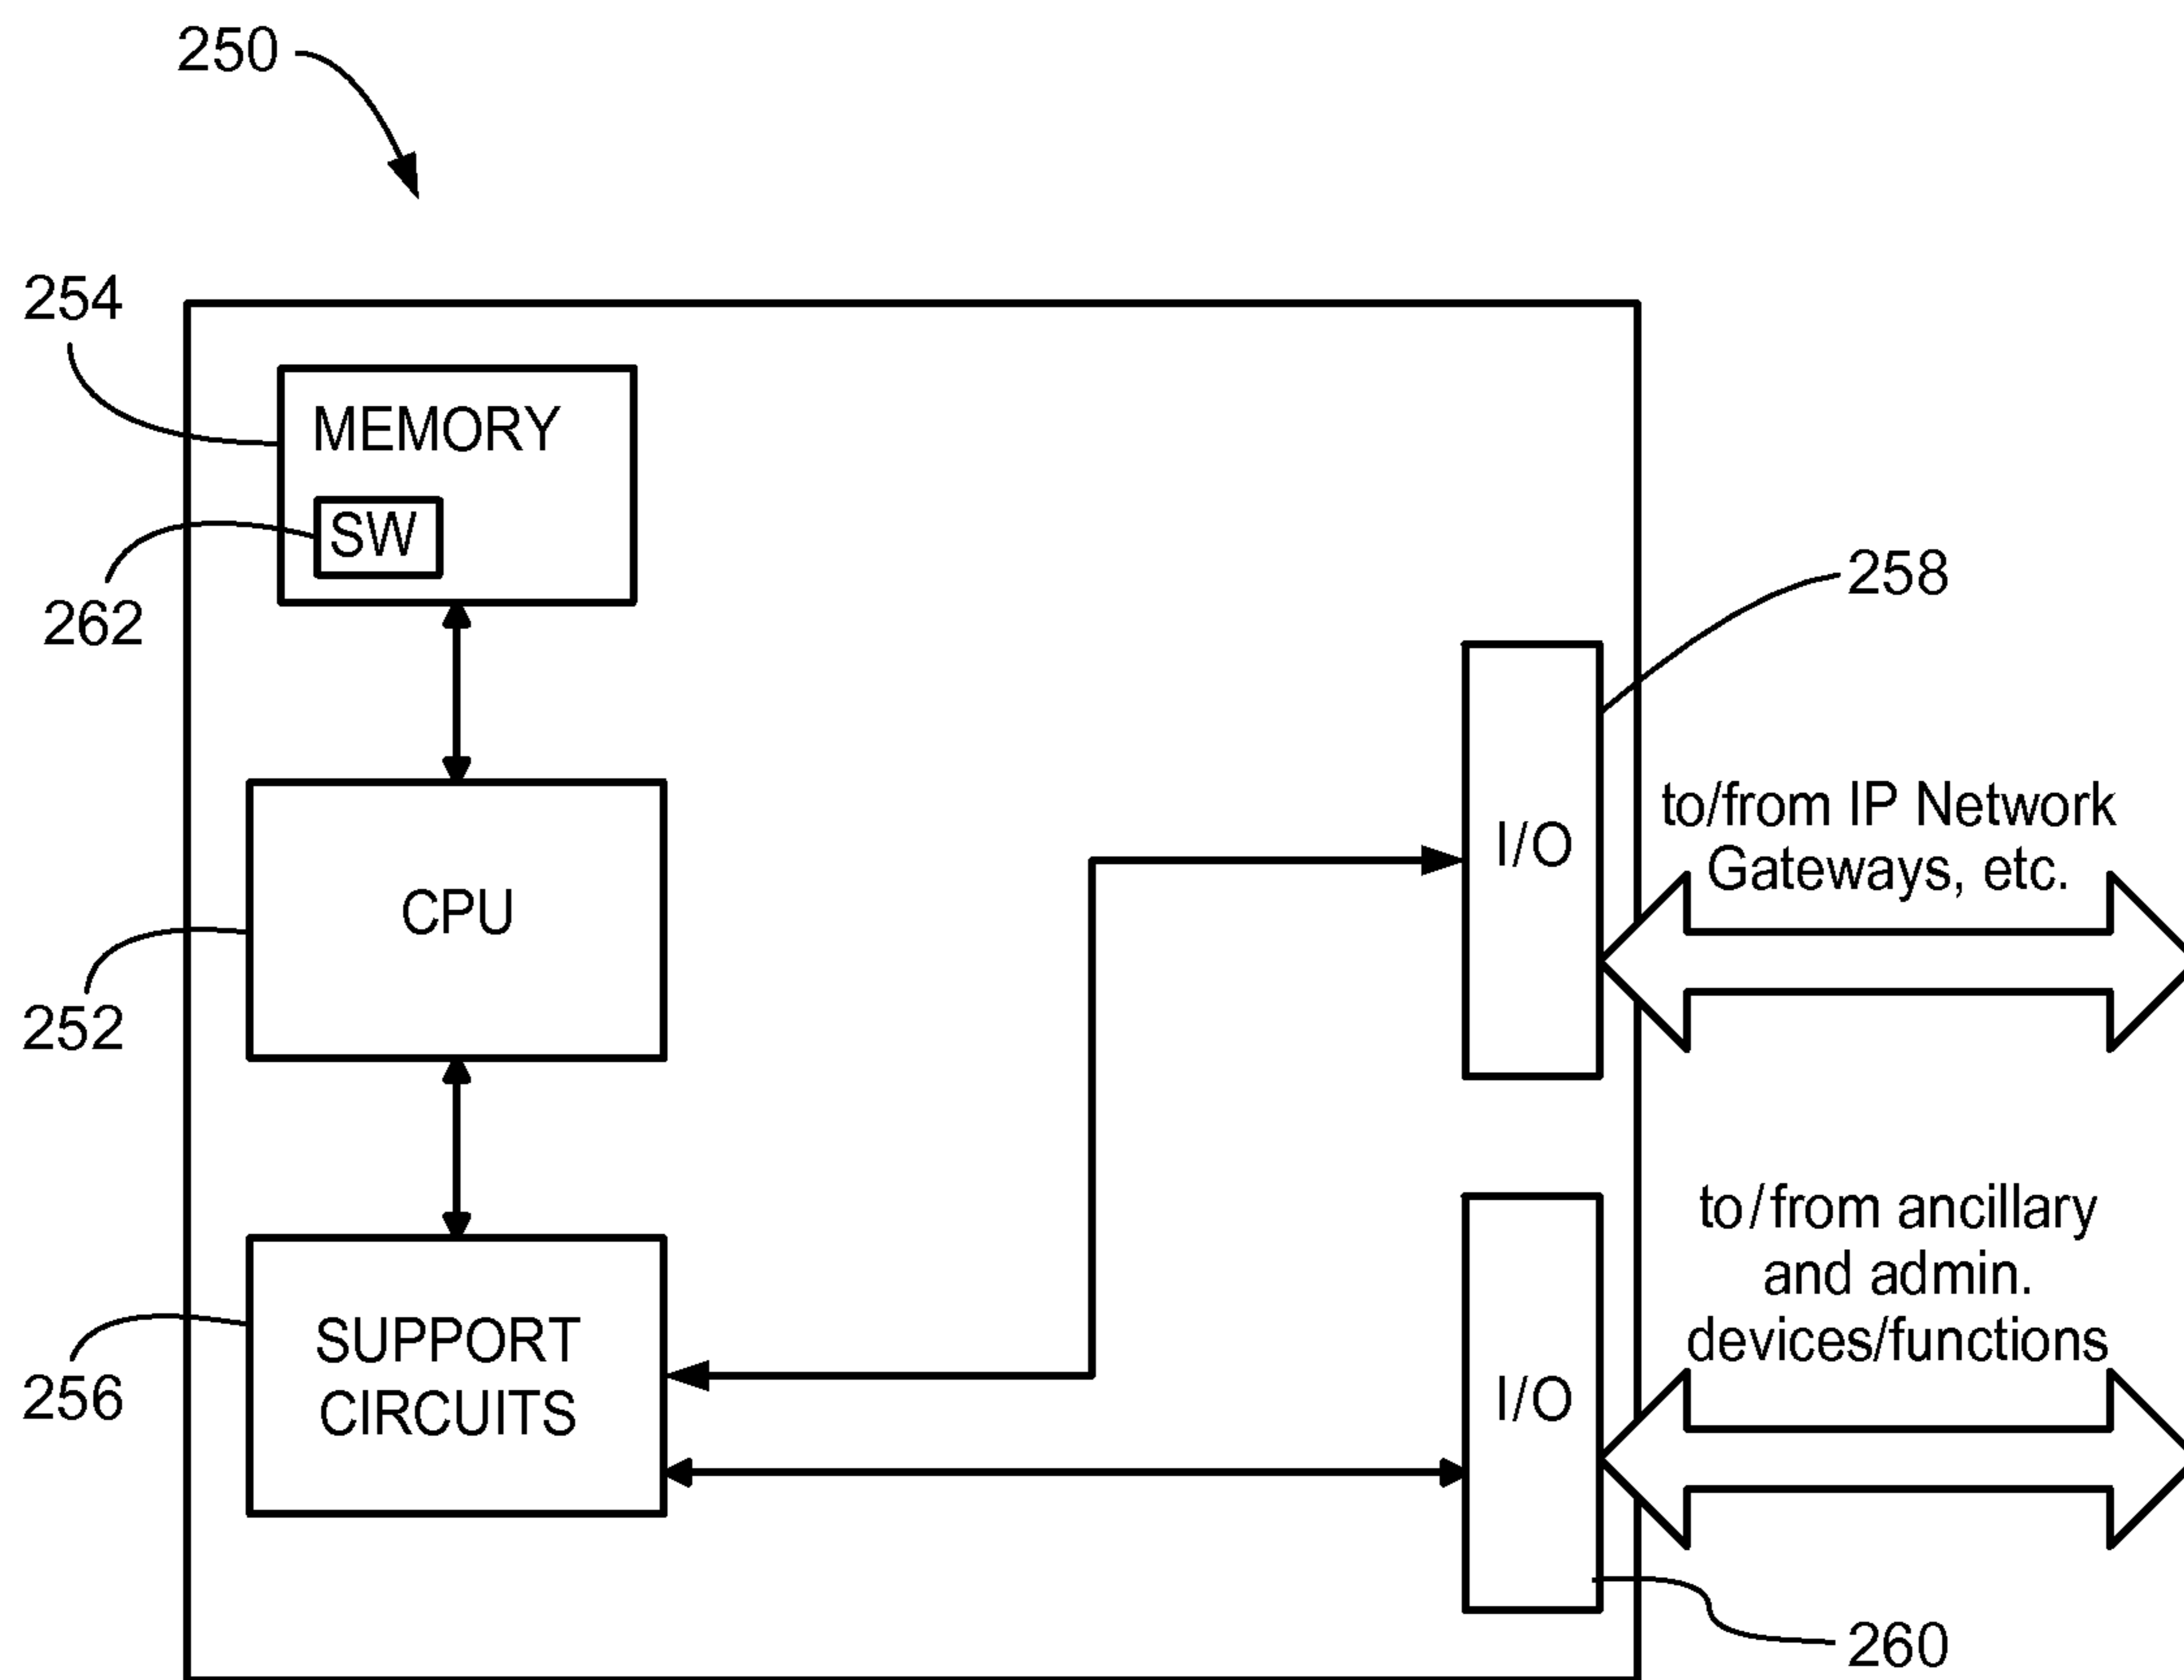 250
254
MEMORY
SW
262
258
I/O
to/from IP Network
Gateways, etc.
CPU
252
to/from ancillary
and admin.
devices/functions
I/O
SUPPORT
CIRCUITS
256
260